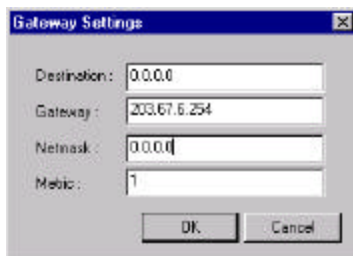 Gateway Settings
Destination : 0.0.0.0
Gateway : 203.67.6.254
Netmask : 0.0.0.0
Metric : 1
OK Cancel